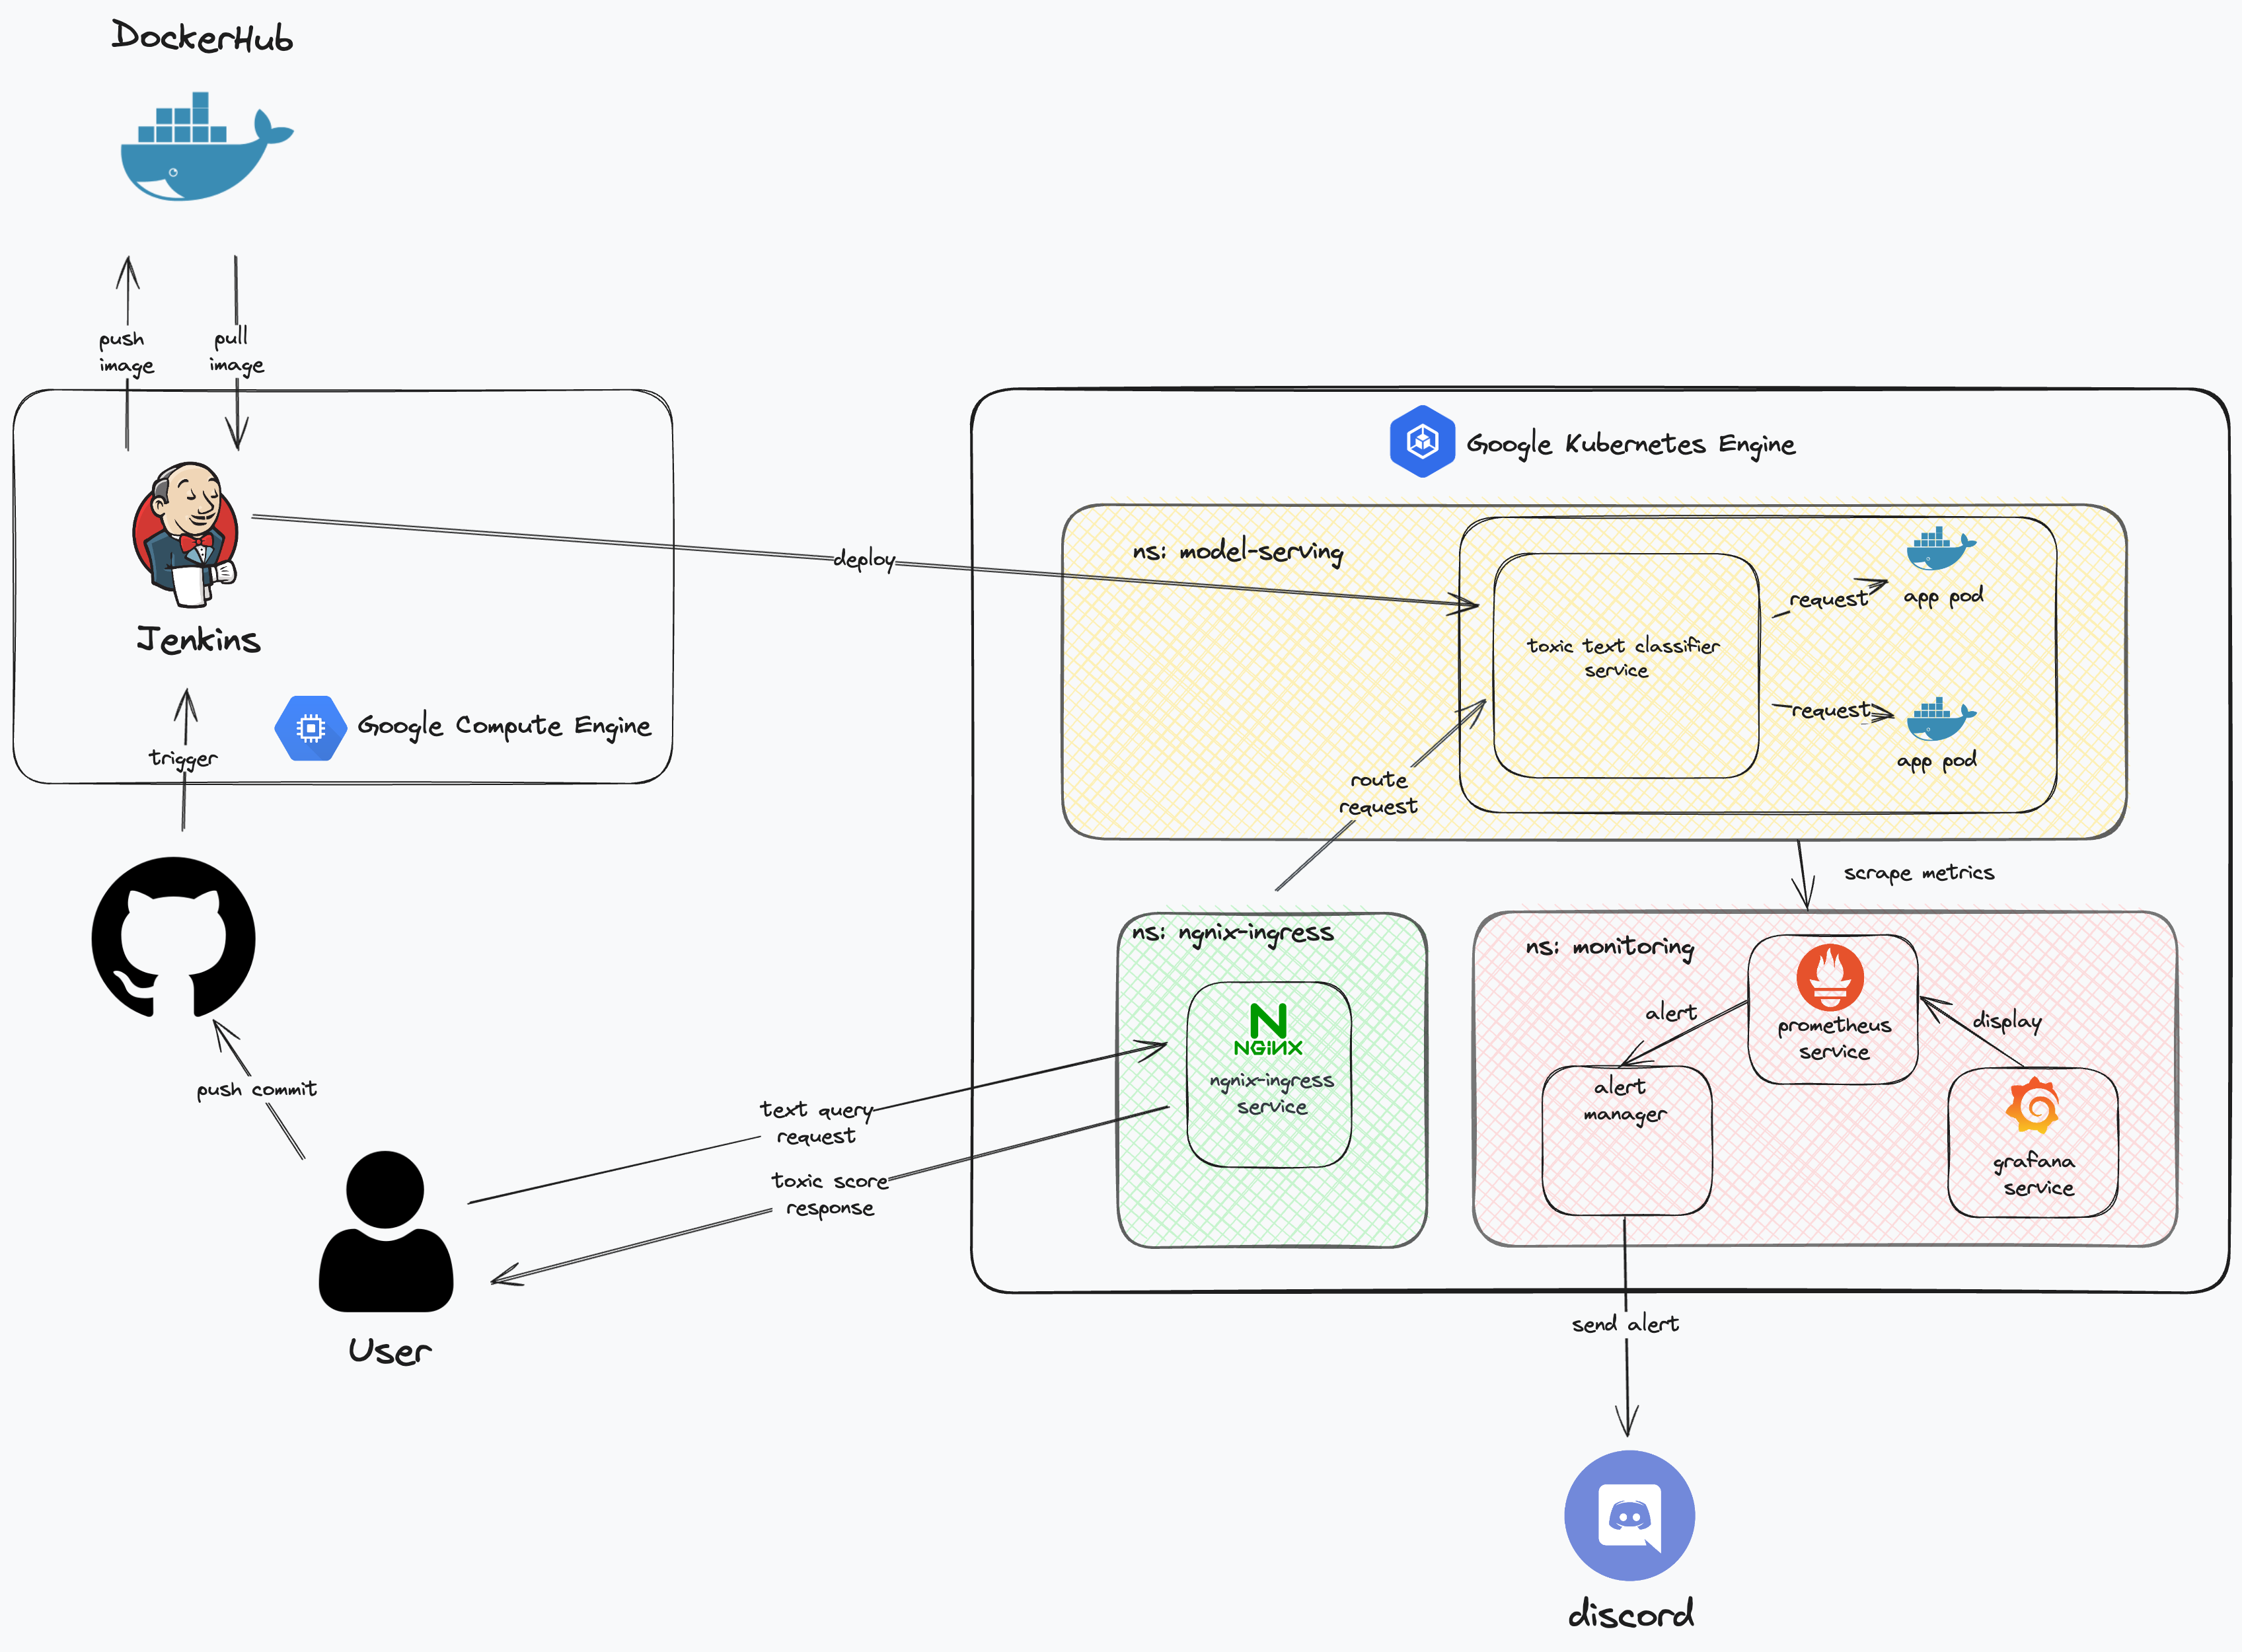 DockerHub
push
image
pull
image
Jenkins
Google Compute Engine
trigger
push commit
User
deploy
text query
request
toxic score
response
Google Kubernetes Engine
ns: model-serving
toxic text classifier
service
request
app pod
request
app pod
route
request
scrape metrics
ns: ngnix-ingress
NGINX
ngnix-ingress
service
ns: monitoring
prometheus
service
alert
display
alert
manager
grafana
service
send alert
discord